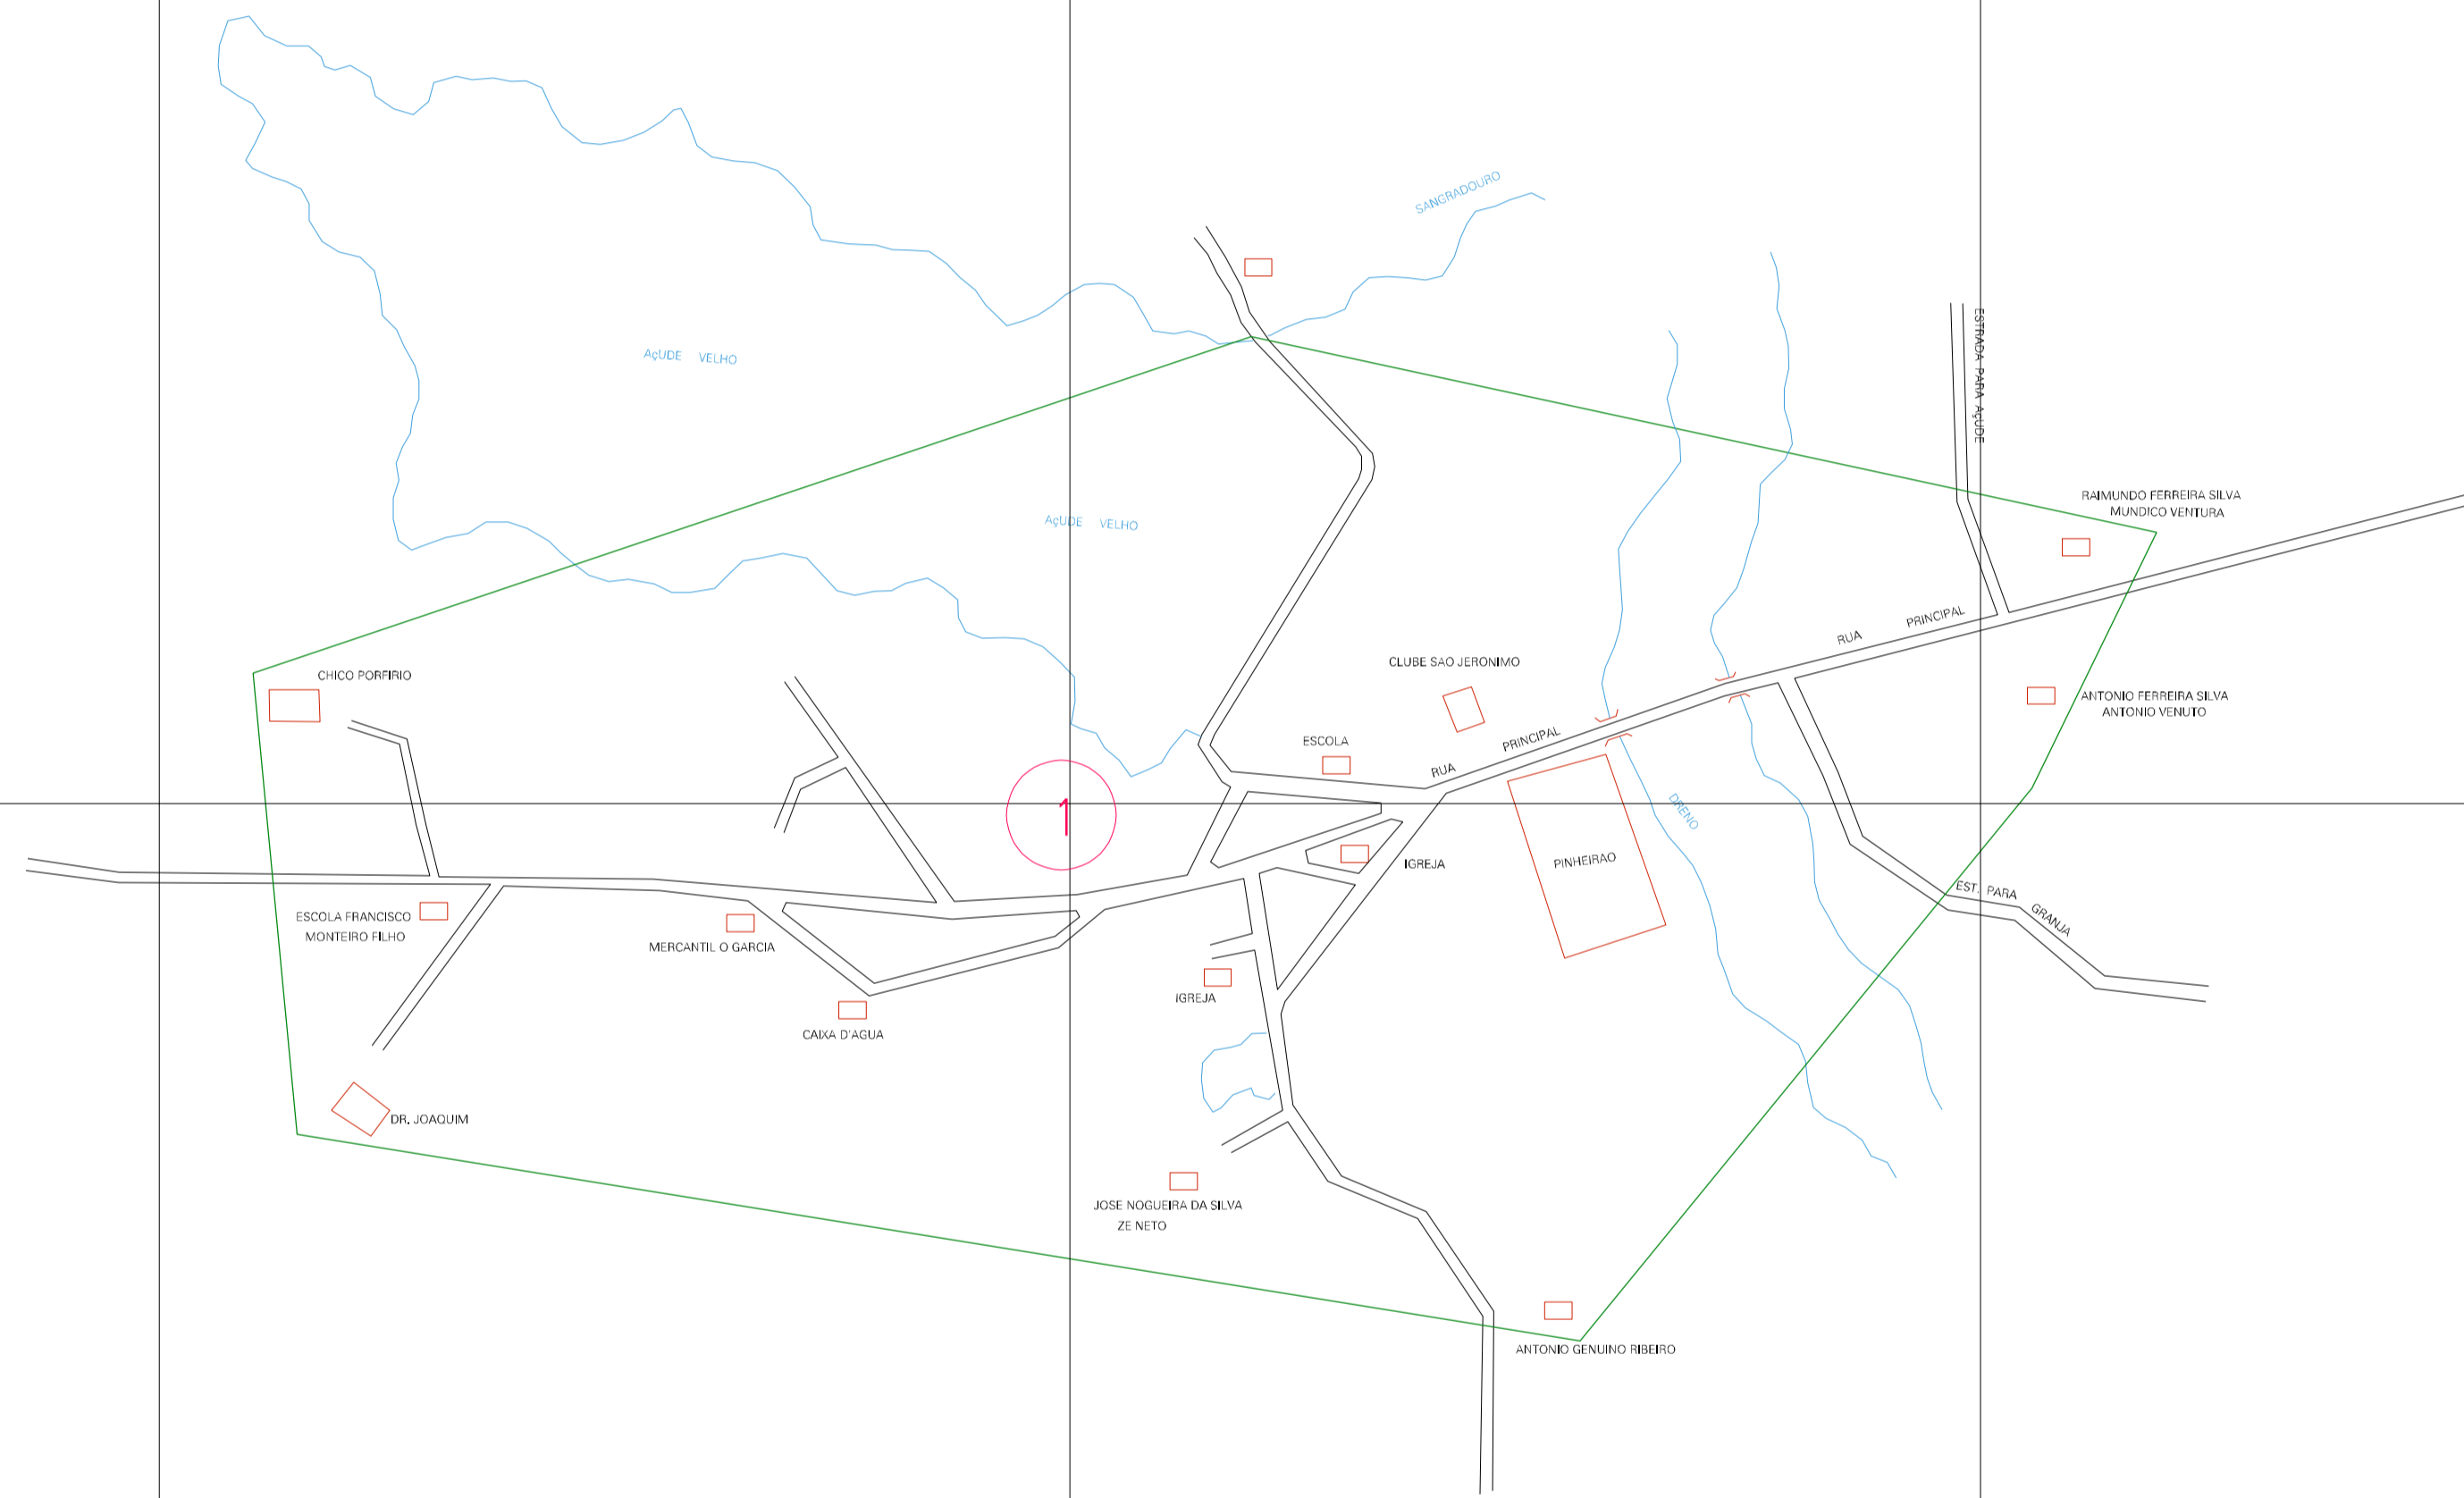 SANGRADOURO
AçUDE VELHO
ESTRADA PARA AçUDE
RAIMUNDO FERREIRA SILVA
MUNDICO VENTURA
AçUDE VELHO
RUA PRINCIPAL
CLUBE SAO JERONIMO
CHICO PORFIRIO
ANTONIO FERREIRA SILVA
ANTONIO VENUTO
ESCOLA
RUA PRINCIPAL
1
DRENO
PINHEIRAO
IGREJA
EST. PARA GRANJA
ESCOLA FRANCISCO
MONTEIRO FILHO
MERCANTIL O GARCIA
IGREJA
CAIXA D'AGUA
DR. JOAQUIM
JOSE NOGUEIRA DA SILVA
ZE NETO
ANTONIO GENUINO RIBEIRO